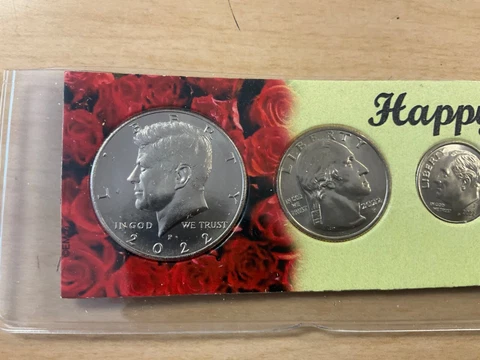 Happy
LIBERTY
IN GOD WE TRUST
P
2022
LIBERTY
IN GOD
WE
TRUST
2022
LIBERTY